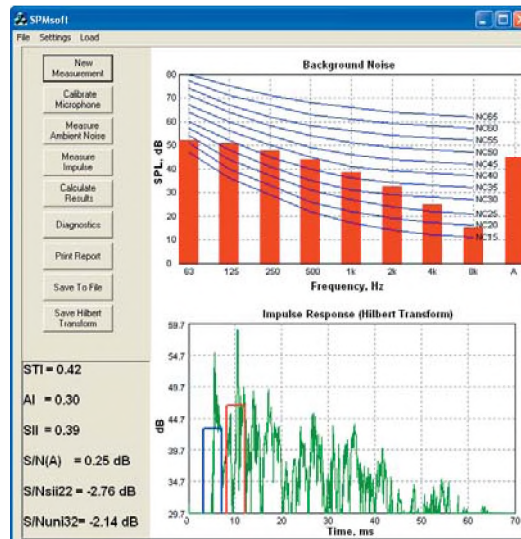 SPMsoft
File Settings Load
New
Measurement
Calibrate
Microphone
Measure
Ambient Noise
Measure
Impulse
Calculate
Results
Diagnostics
Print Report
Save To File
Save Hilbert
Transform
STI = 0.42
AI = 0.30
SII = 0.39
S/N(A) = 0.25 dB
S/Nsii22 = -2.76 dB
S/Nuni32= -2.14 dB
Background Noise
SPL, dB
80
70
60
50
40
30
20
10
0
NC65
NC60
NC55
NC50
NC45
NC40
NC35
NC30
NC25
NC20
NC15
63 125 250 500 1k 2k 4k 8k A
Frequency, Hz
Impulse Response (Hilbert Transform)
dB
59.7
54.7
49.7
44.7
39.7
34.7
29.7
0 10 20 30 40 50 60 70
Time, ms